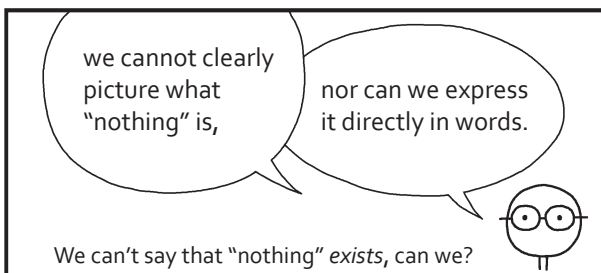 we cannot clearly
picture what
“nothing” is,
nor can we express
it directly in words.
We can’t say that “nothing” exists, can we?